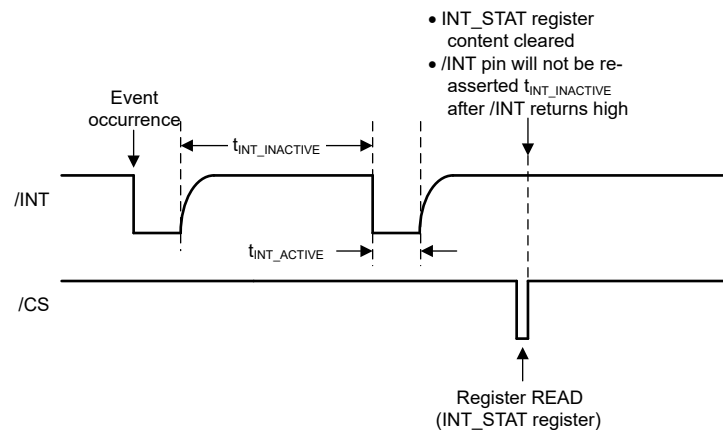 • INT_STAT register
content cleared
• /INT pin will not be re-
asserted tINT_INACTIVE
after /INT returns high
Event
occurrence
tINT_INACTIVE
/INT
tINT_ACTIVE
/CS
Register READ
(INT_STAT register)